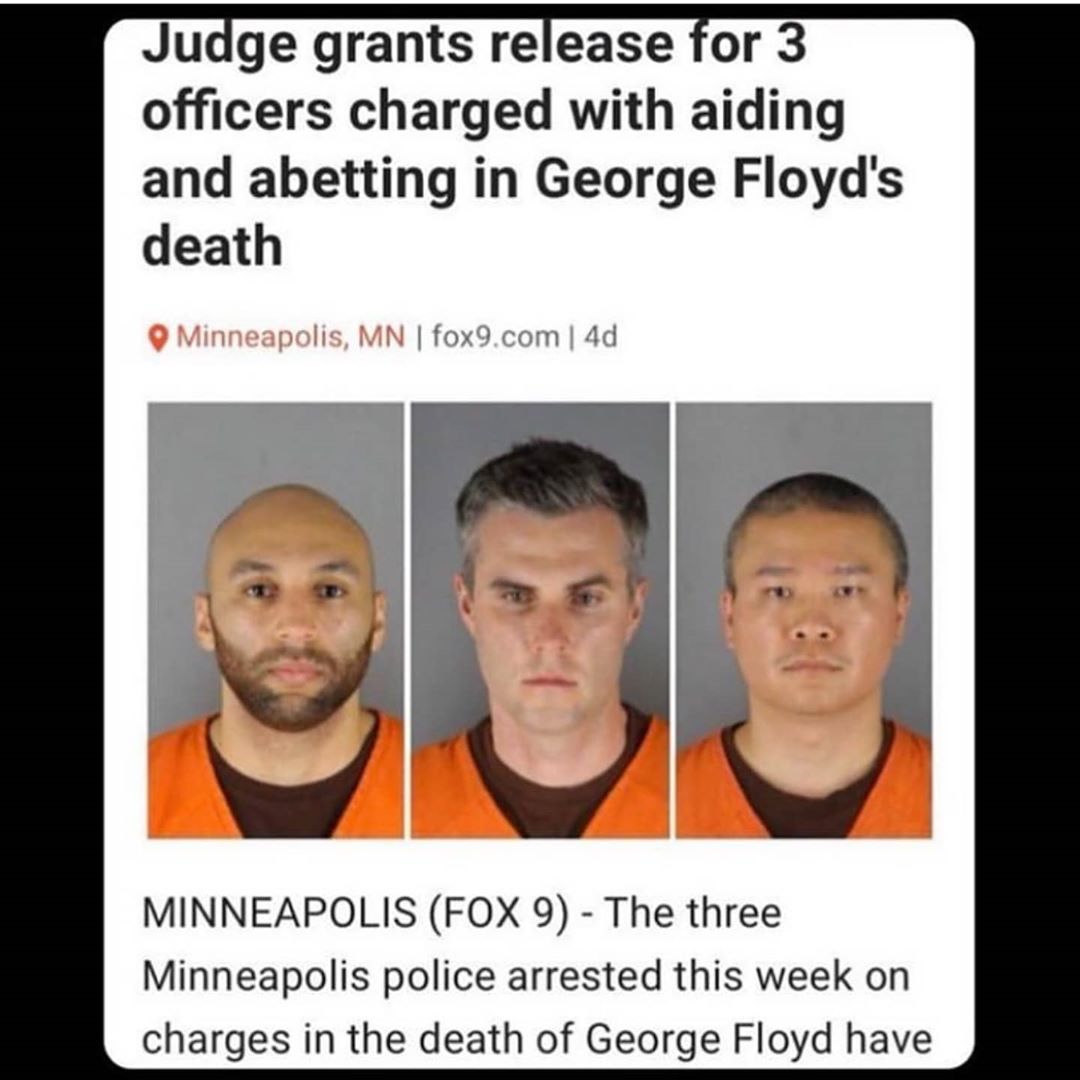 Judge grants release for 3
officers charged with aiding
and abetting in George Floyd's
death
Minneapolis, MN | fox9.com | 4d
MINNEAPOLIS (FOX 9) - The three
Minneapolis police arrested this week on
charges in the death of George Floyd have